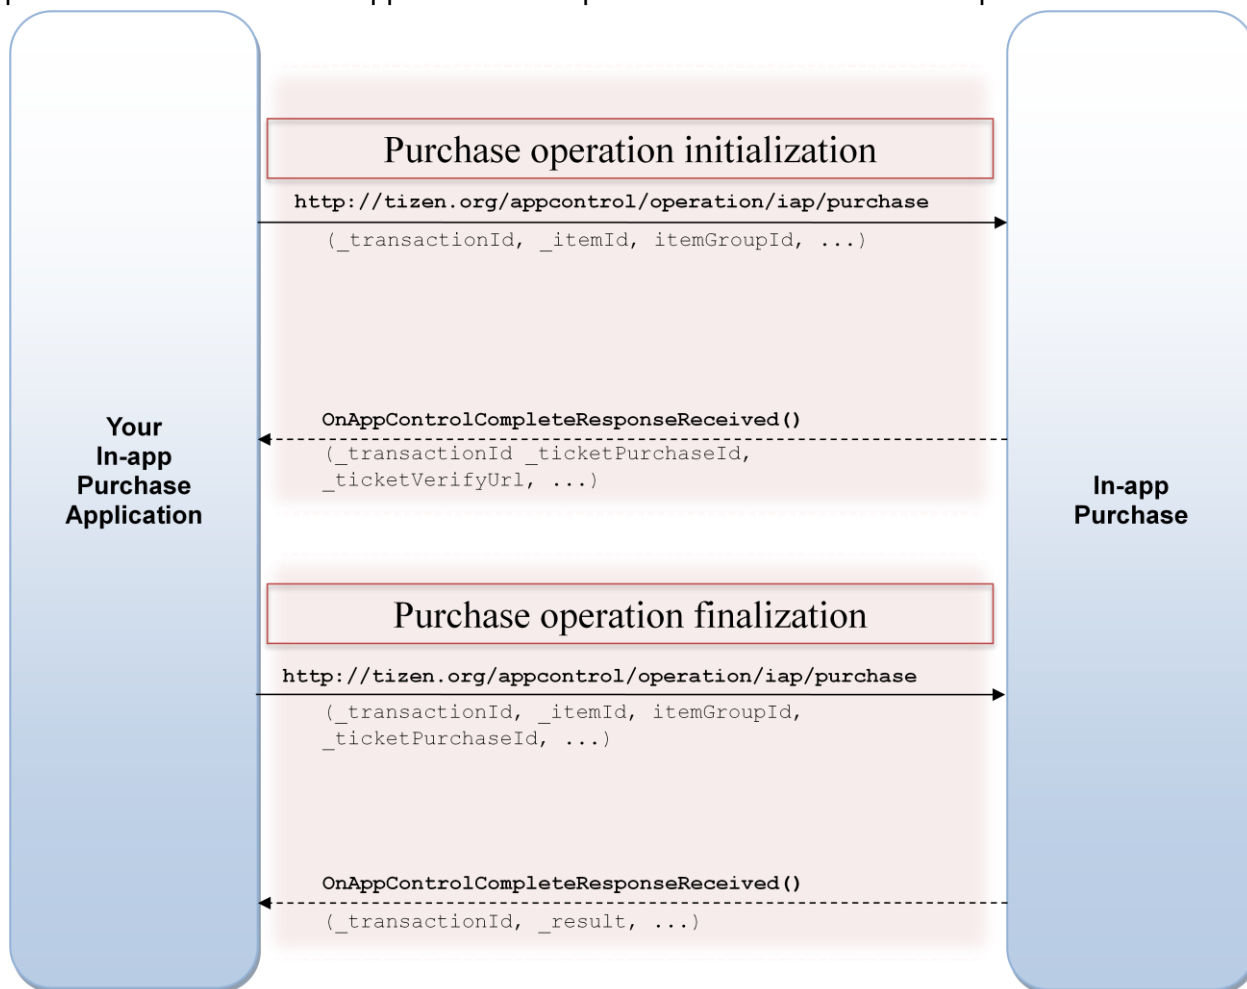 Purchase operation initialization
http://tizen.org/appcontrol/operation/iap/purchase
(_transactionId, _itemId, itemGroupId, ...)
OnAppControlCompleteResponseReceived()
(_transactionId _ticketPurchaseId,
_ticketVerifyUrl, ...)
Your
In-app
Purchase
Application
In-app
Purchase
Purchase operation finalization
http://tizen.org/appcontrol/operation/iap/purchase
(_transactionId, _itemId, itemGroupId,
_ticketPurchaseId, ...)
OnAppControlCompleteResponseReceived()
(_transactionId, _result, ...)